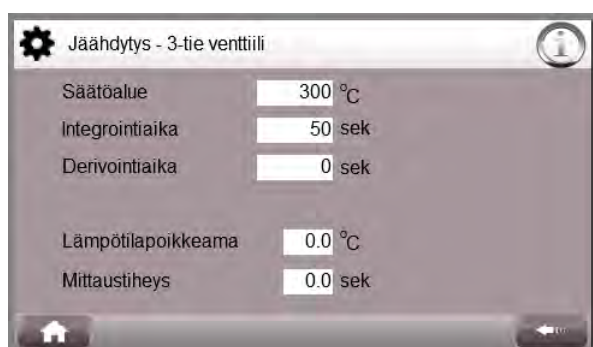 Jäähdytys - 3-tie venttiili
Säätöalue 300 °C
Integrointiaika 50 sek
Derivointiaika 0 sek
Lämpötilapoikkeama 0.0 °C
Mittaustiheys 0.0 sek